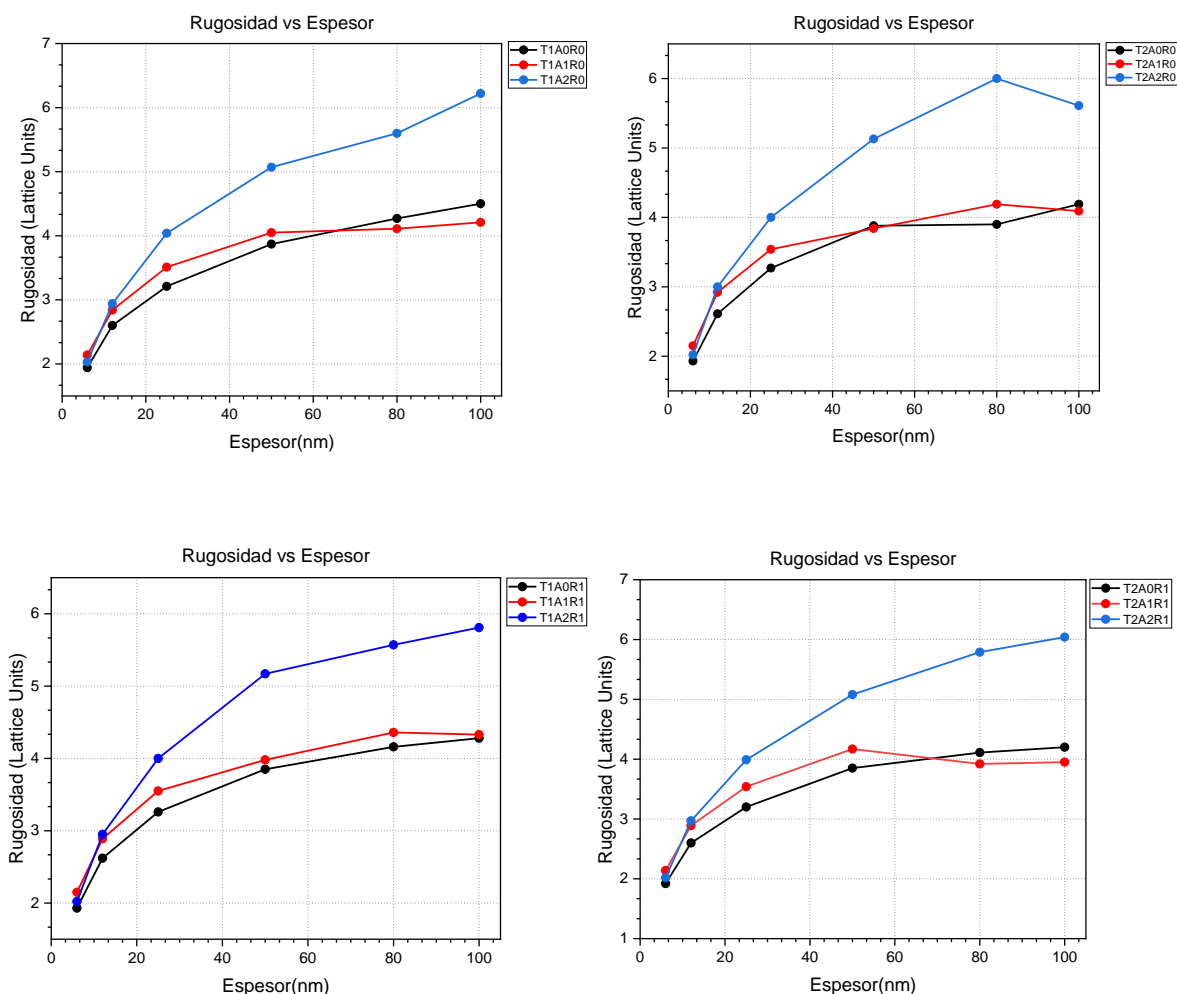 Rugosidad vs Espesor
T1A0R0
T1A1R0
T1A2R0
7
6
5
4
3
2
0 20 40 60 80 100
Rugosidad (Lattice Units)
Espesor(nm)
Rugosidad vs Espesor
T2A0R0
T2A1R0
T2A2R0
6
5
4
3
2
0 20 40 60 80 100
Rugosidad (Lattice Units)
Espesor(nm)
Rugosidad vs Espesor
T1A0R1
T1A1R1
T1A2R1
6
5
4
3
2
0 20 40 60 80 100
Rugosidad (Lattice Units)
Espesor(nm)
Rugosidad vs Espesor
T2A0R1
T2A1R1
T2A2R1
7
6
5
4
3
2
1
0 20 40 60 80 100
Rugosidad (Lattice Units)
Espesor(nm)